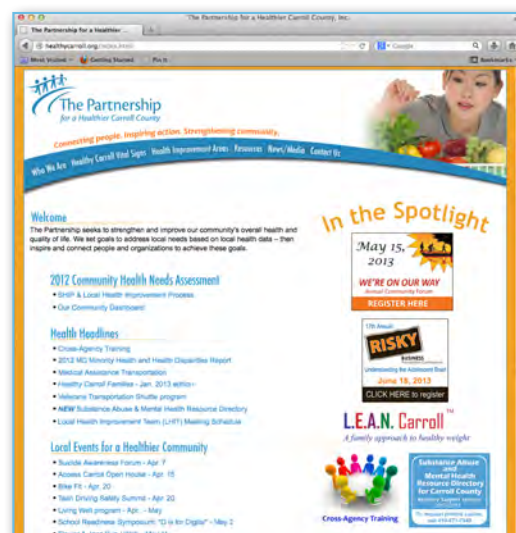 The Partnership for a Healthier Carroll County, Inc.
The Partnership for a Healthier ...
healthycarroll.org/index.html
Google
Most Visited
Getting Started
Pin It
Bookmarks
The Partnership
for a Healthier Carroll County
Connecting people. Inspiring action. Strengthening community.
Who We Are Healthy Carroll Vital Signs Health Improvement Areas Resources News/Media Contact Us
Welcome
The Partnership seeks to strengthen and improve our community's overall health and
quality of life. We set goals to address local needs based on local health data – then
inspire and connect people and organizations to achieve these goals.
2012 Community Health Needs Assessment
• SHIP & Local Health Improvement Process
• Our Community Dashboard
Health Headlines
• Cross-Agency Training
• 2012 MD Minority Health and Health Disparities Report
• Medical Assistance Transportation
• Healthy Carroll Families - Jan. 2013 edition
• Veterans Transportation Shuttle program
• NEW Substance Abuse & Mental Health Resource Directory
• Local Health Improvement Team (LHIT) Meeting Schedule
Local Events for a Healthier Community
• Suicide Awareness Forum - Apr. 7
• Access Carroll Open House - Apr. 15
• Bike Fit - Apr. 20
• Teen Driving Safety Summit - Apr. 20
• Living Well program - Apr. - May
• School Readiness Symposium: "D is for Digital" - May 2
In the Spotlight
May 15,
2013
WE'RE ON OUR WAY
Annual Community Forum
REGISTER HERE
17th Annual
RISKY
BUSINESS
Understanding the Adolescent Brain
June 18, 2013
CLICK HERE to register
L.E.A.N. Carroll™
A family approach to healthy weight
Cross-Agency Training
Substance Abuse
and
Mental Health
Resource Directory
for Carroll County